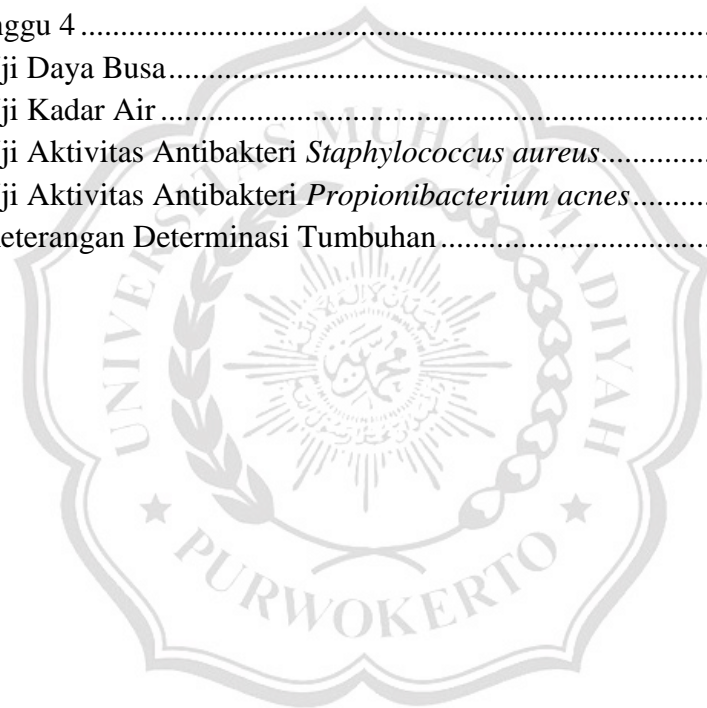 nggu 4 ........................................................................................
ji Daya Busa...............................................................................
ji Kadar Air ................................................................................
ji Aktivitas Antibakteri Staphylococcus aureus................
ji Aktivitas Antibakteri Propionibacterium acnes...........
eterangan Determinasi Tumbuhan ......................................
UNIVERSITAS MUHAMMADIYAH
PURWOKERTO